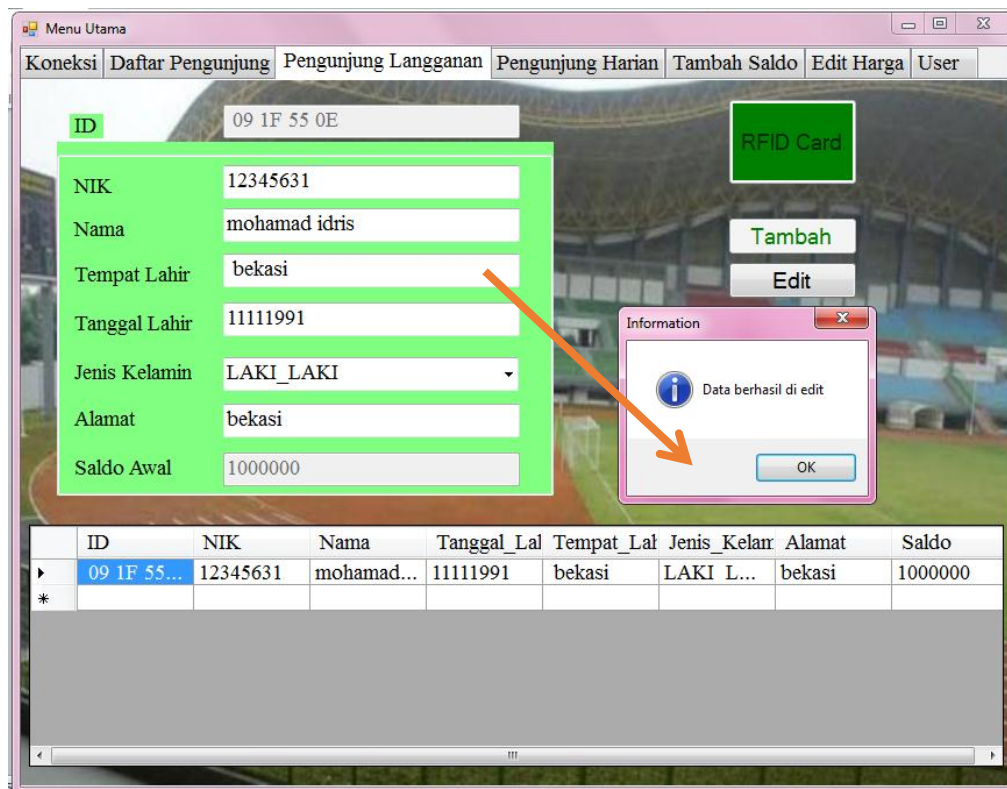 Menu Utama
Koneksi Daftar Pengunjung Pengunjung Langganan Pengunjung Harian Tambah Saldo Edit Harga User
ID 09 1F 55 0E
RFID Card
NIK 12345631
Nama mohamad idris
Tambah
Tempat Lahir bekasi
Edit
Tanggal Lahir 11111991
Information
Jenis Kelamin LAKI_LAKI
Data berhasil di edit
Alamat bekasi
Saldo Awal 1000000
OK
ID NIK Nama Tanggal_Lal Tempat_Lah Jenis_Kelam Alamat Saldo
09 1F 55... 12345631 mohamad... 11111991 bekasi LAKI_L... bekasi 1000000